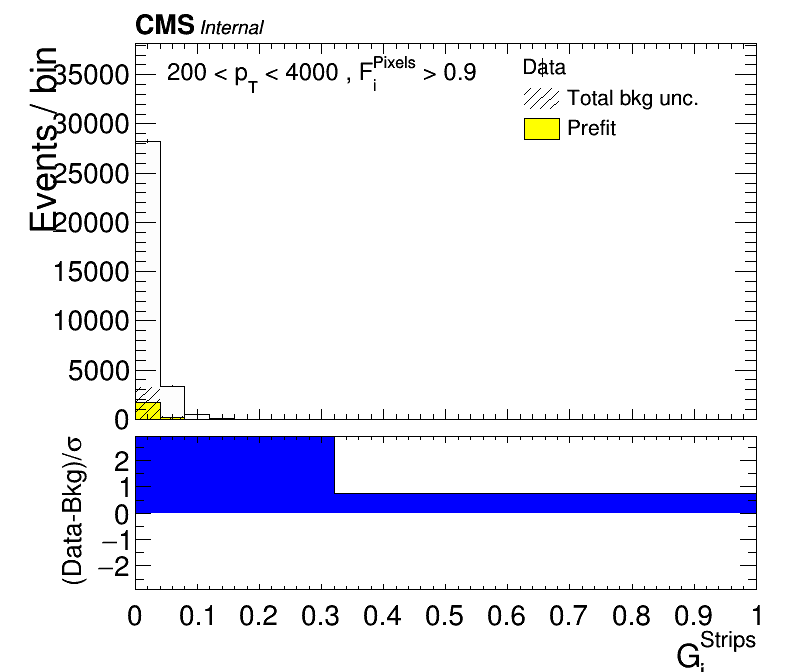 CMS Internal
200 < p_T < 4000 , F_i^Pixels > 0.9
Data
Total bkg unc.
Prefit
Events / bin
35000
30000
25000
20000
15000
10000
5000
0
(Data-Bkg)/σ
2
1
0
−1
−2
0 0.1 0.2 0.3 0.4 0.5 0.6 0.7 0.8 0.9 1
G_i^Strips